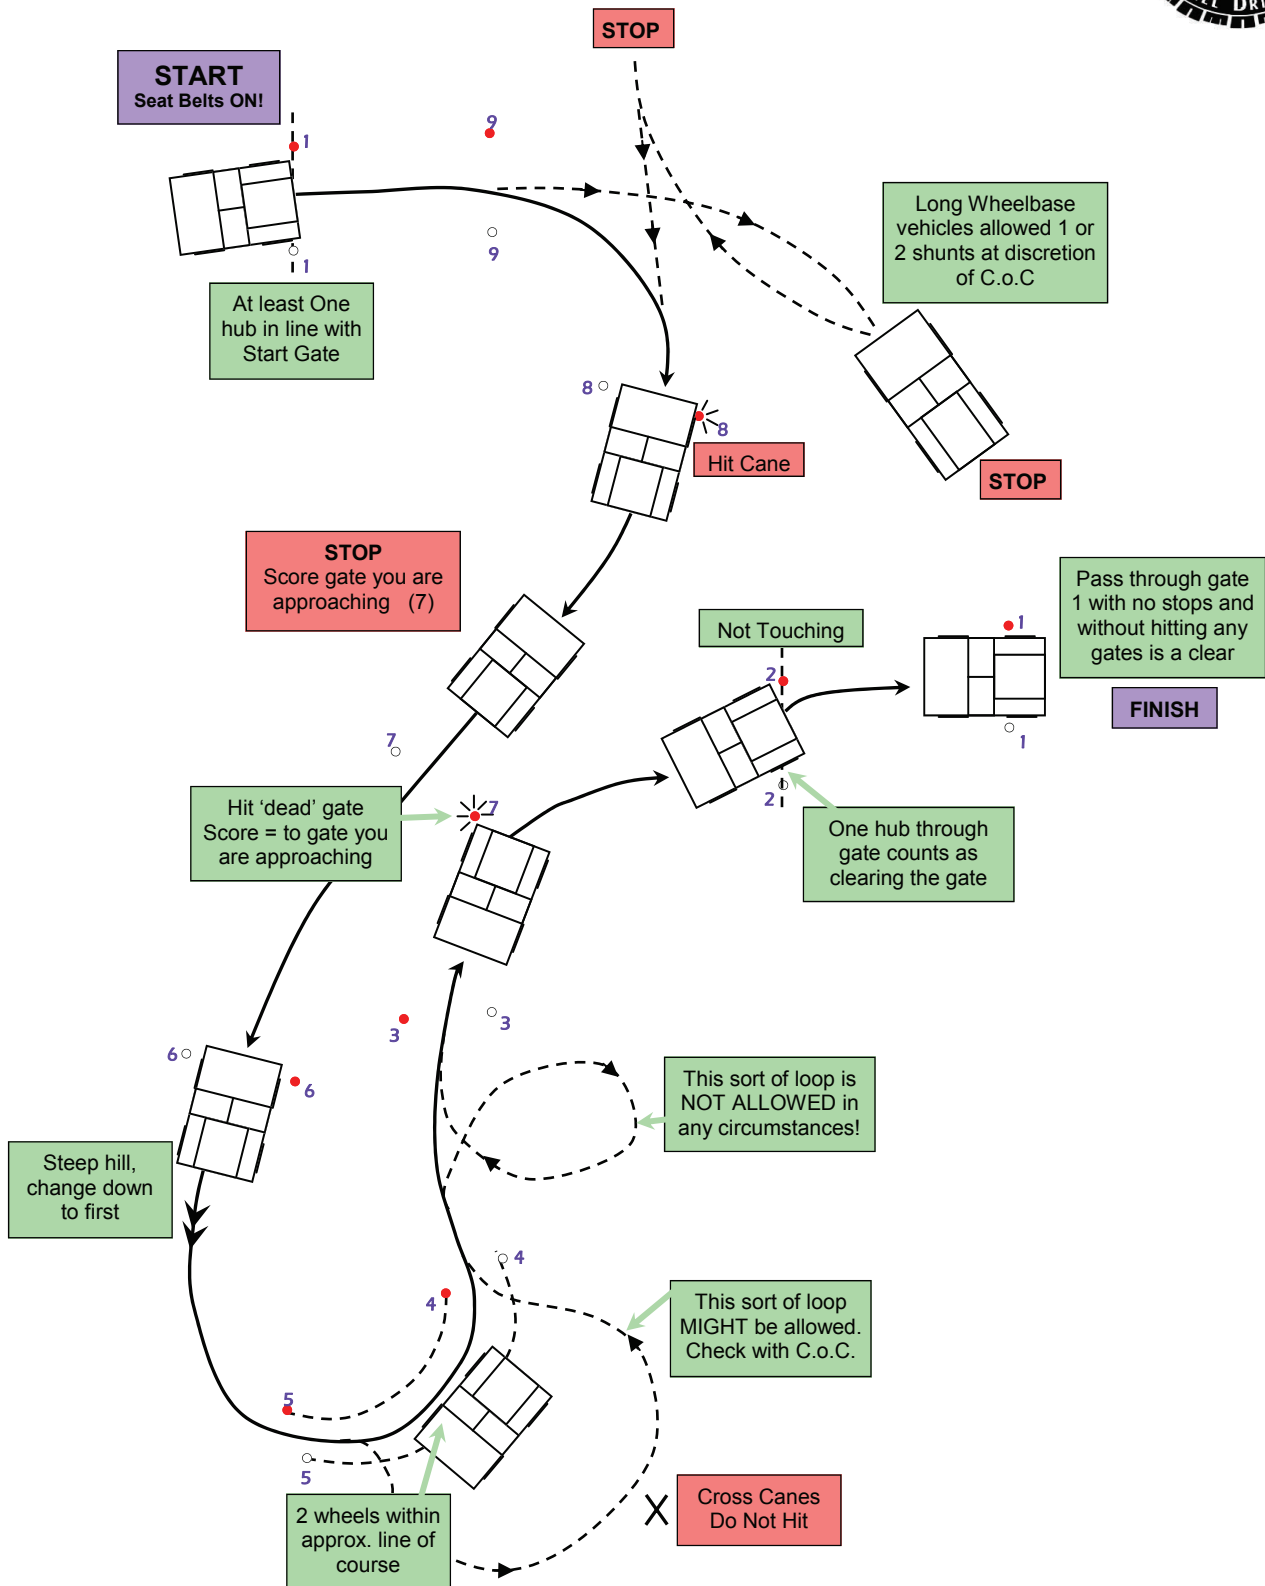 LL DRI
STOP
START
Seat Belts ON!
1
9
Long Wheelbase
vehicles allowed 1 or
2 shunts at discretion
of C.o.C
9
1
At least One
hub in line with
Start Gate
8
8
Hit Cane
STOP
STOP
Score gate you are
approaching (7)
Pass through gate
1 with no stops and
without hitting any
gates is a clear
FINISH
Not Touching
1
1
2
2
7
Hit ‘dead’ gate
Score = to gate you
are approaching
7
One hub through
gate counts as
clearing the gate
3
3
6
6
This sort of loop is
NOT ALLOWED in
any circumstances!
Steep hill,
change down
to first
4
4
This sort of loop
MIGHT be allowed.
Check with C.o.C.
5
5
2 wheels within
approx. line of
course
X
Cross Canes
Do Not Hit